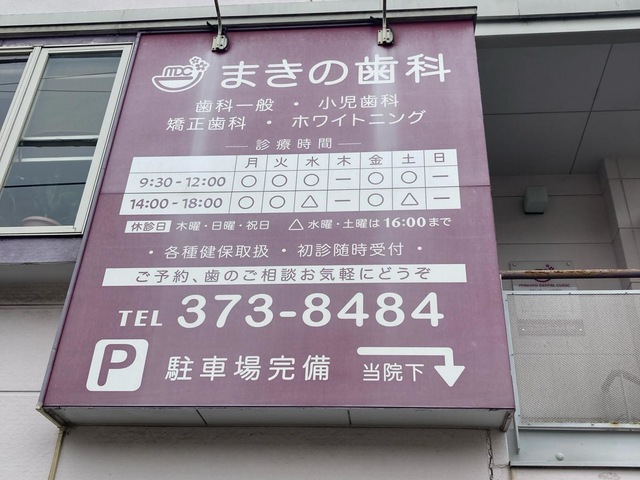 MDC
まきの歯科
歯科一般 ・ 小児歯科
矯正歯科 ・ ホワイトニング
診療時間
月 火 水 木 金 土 日
9:30-12:00 ○ ○ ○ ー ○ ○ ー
14:00-18:00 ○ ○ △ ー ○ △ ー
休診日 木曜・日曜・祝日 △水曜・土曜は16:00まで
・各種健保取扱・初診随時受付・
ご予約、歯のご相談お気軽にどうぞ
TEL 373-8484
P 駐車場完備 当院下